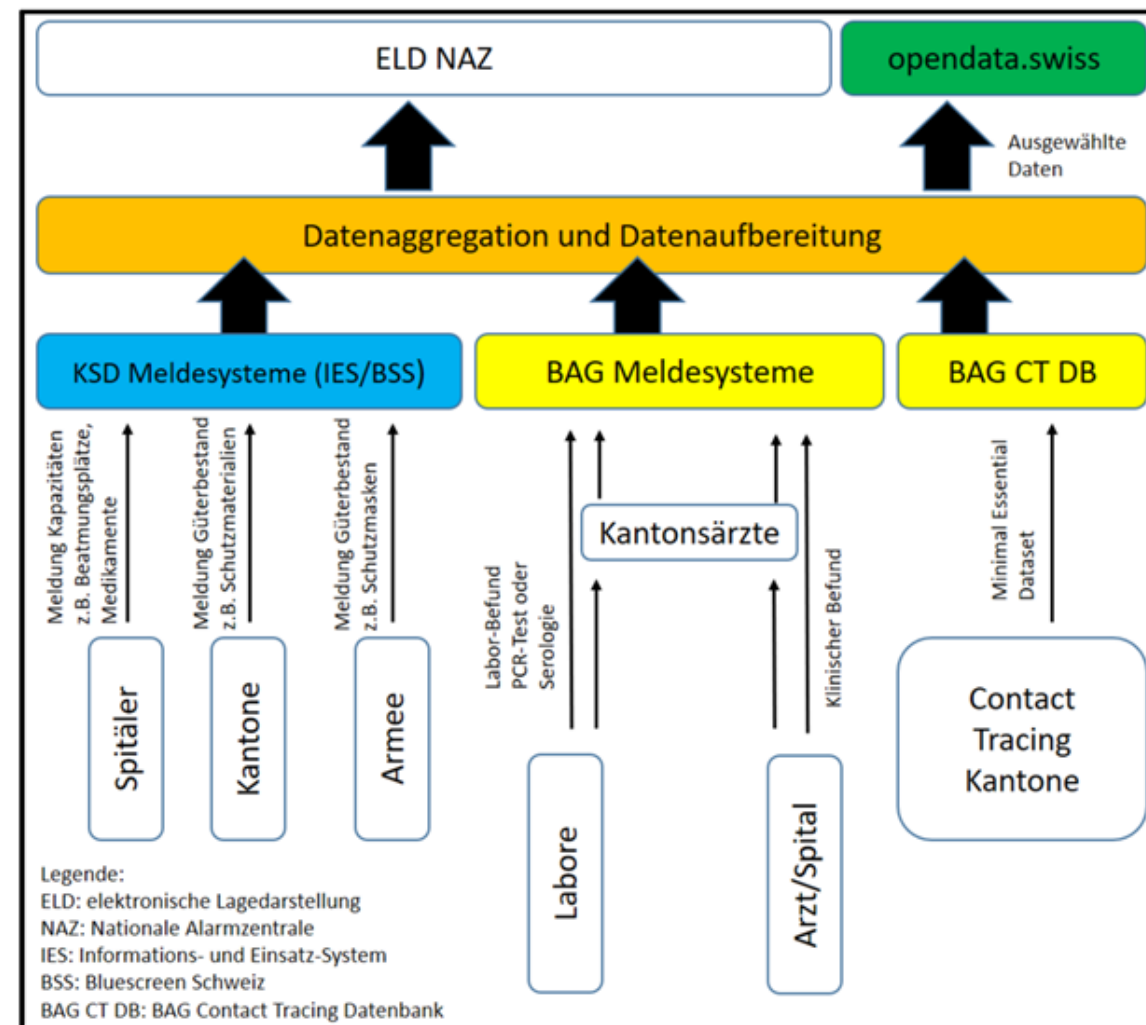 ELD NAZ
opendata.swiss
Ausgewählte
Daten
Datenaggregation und Datenaufbereitung
KSD Meldesysteme (IES/BSS)
BAG Meldesysteme
BAG CT DB
Meldung Kapazitäten
z.B. Beatmungsplätze,
Medikamente
Meldung Güterbestand
z.B. Schutzmaterialien
Meldung Güterbestand
z.B. Schutzmasken
Labor-Befund
PCR-Test oder
Serologie
Kantonsärzte
Klinischer Befund
Minimal Essential
Dataset
Spitäler
Kantone
Armee
Labore
Arzt/Spital
Contact
Tracing
Kantone
Legende:
ELD: elektronische Lagedarstellung
NAZ: Nationale Alarmzentrale
IES: Informations- und Einsatz-System
BSS: Bluescreen Schweiz
BAG CT DB: BAG Contact Tracing Datenbank